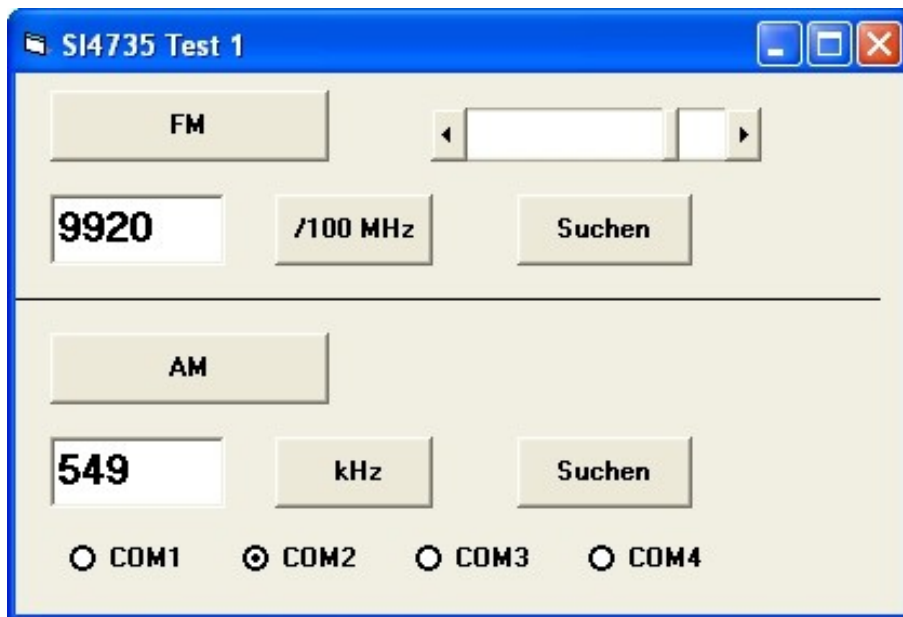 SI4735 Test 1
FM
9920 /100 MHz Suchen
AM
549 kHz Suchen
COM1 COM2 COM3 COM4